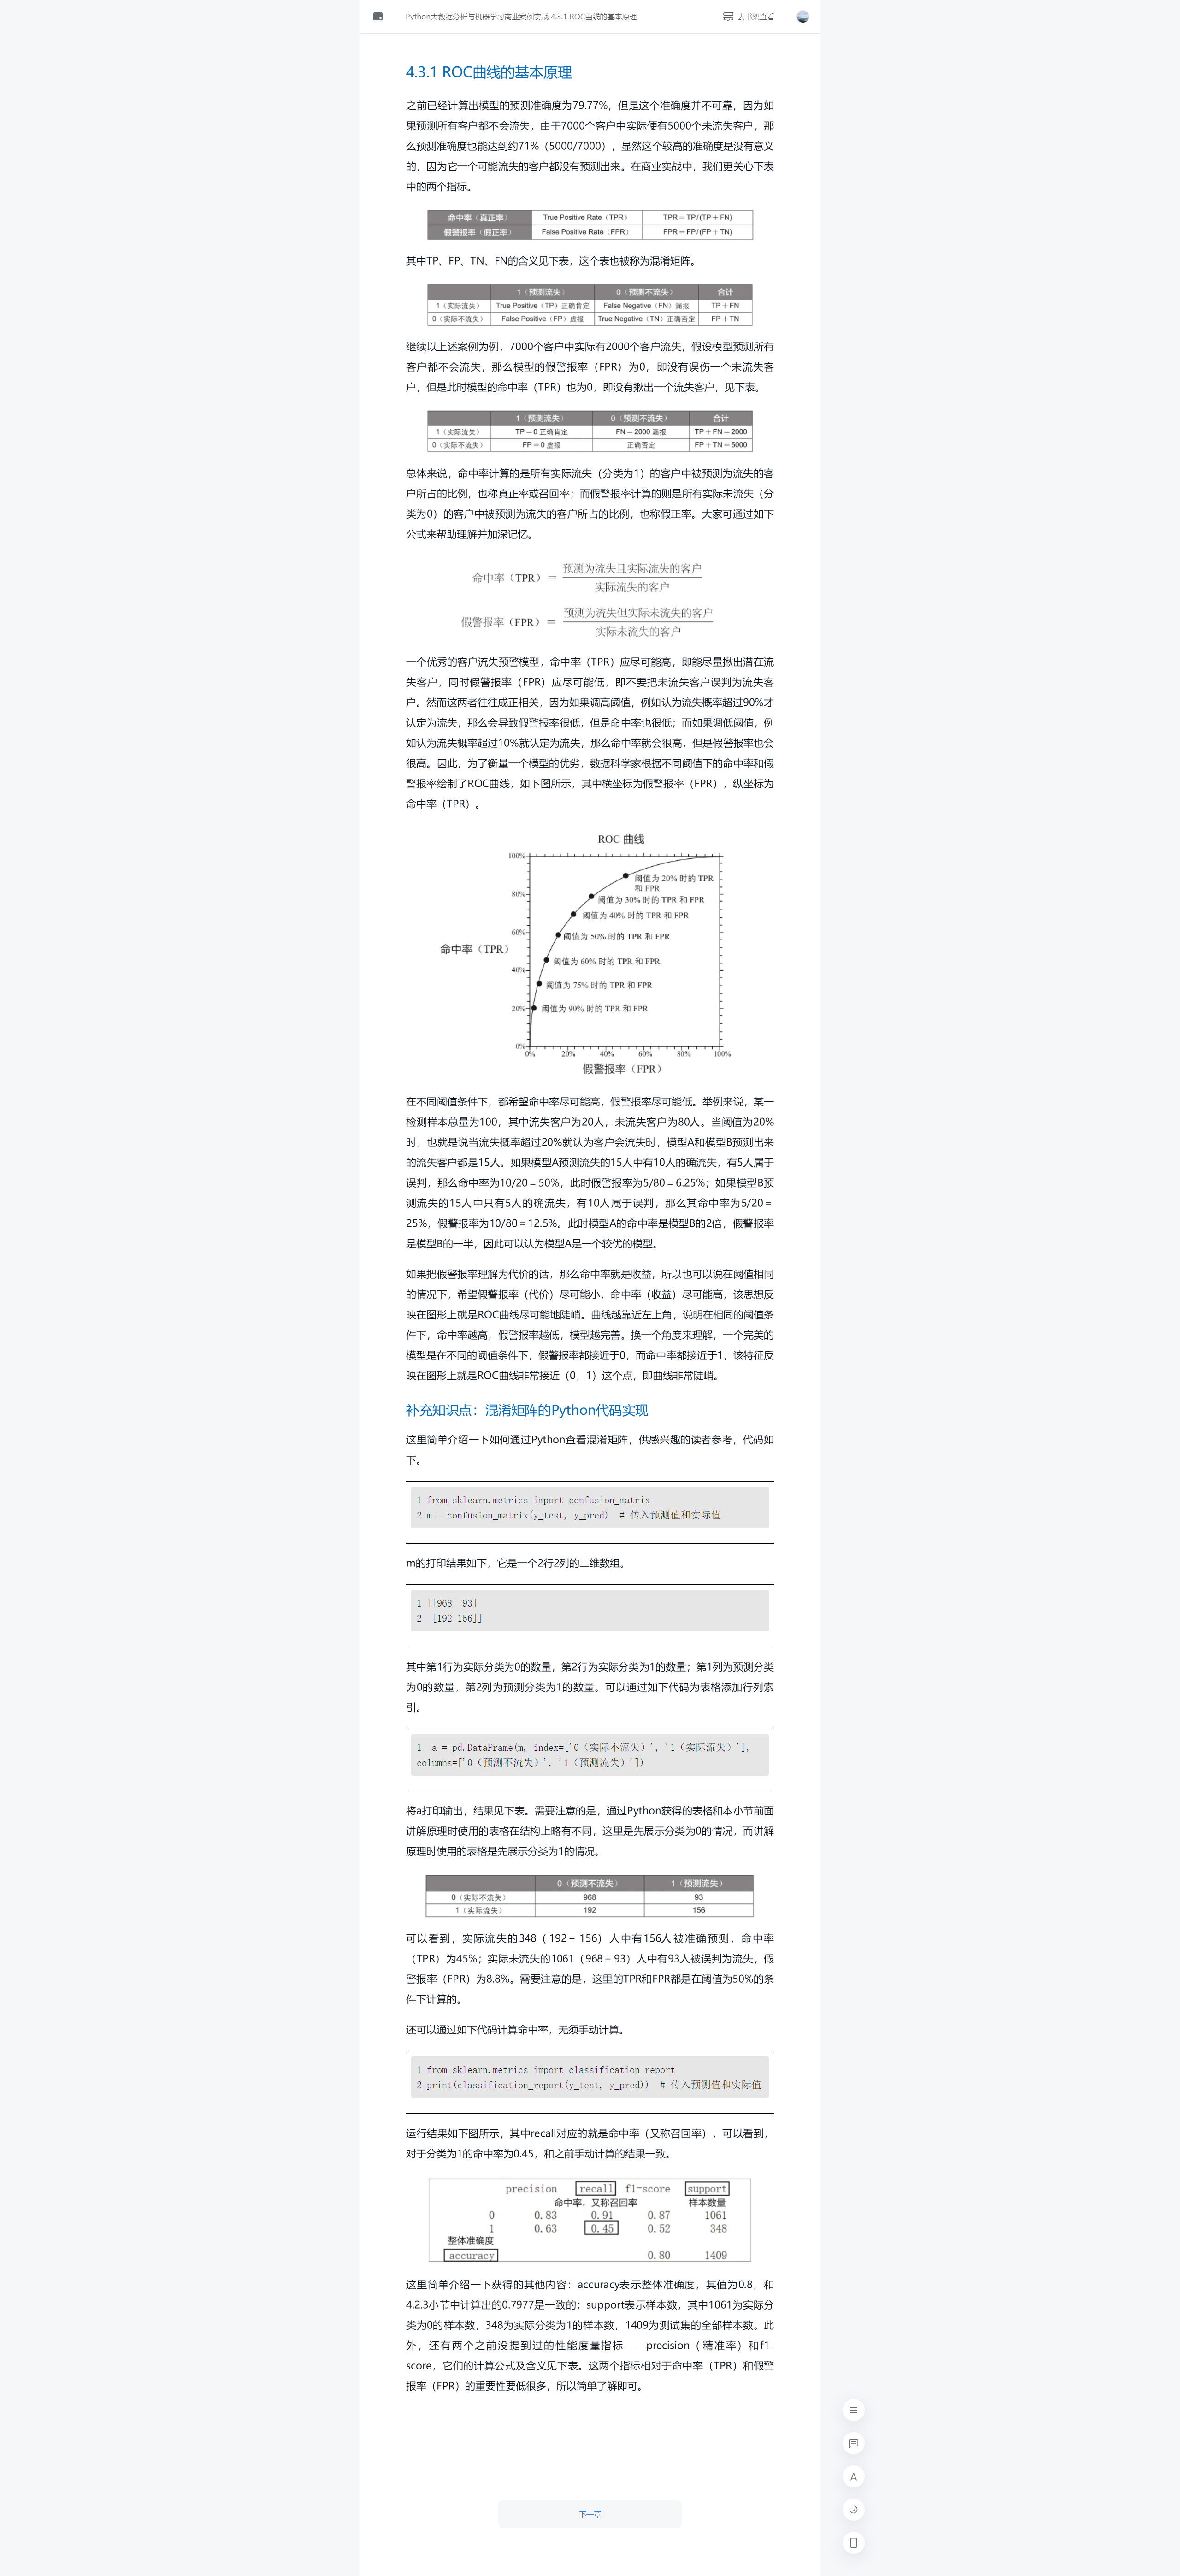 Python大数据分析与机器学习商业案例实战 4.3.1 ROC曲线的基本原理
去书架查看
4.3.1 ROC曲线的基本原理
之前已经计算出模型的预测准确度为79.77%，但是这个准确度并不可靠，因为如
果预测所有客户都不会流失，由于7000个客户中实际便有5000个未流失客户，那
么预测准确度也能达到约71%（5000/7000），显然这个较高的准确度是没有意义
的，因为它一个可能流失的客户都没有预测出来。在商业实战中，我们更关心下表
中的两个指标。
命中率（真正率） True Positive Rate（TPR） TPR＝TP/(TP＋FN)
假警报率（假正率） False Positive Rate（FPR） FPR＝FP/(FP＋TN)
其中TP、FP、TN、FN的含义见下表，这个表也被称为混淆矩阵。
1（预测流失） 0（预测不流失） 合计
1（实际流失） True Positive（TP）正确肯定 False Negative（FN）漏报 TP＋FN
0（实际不流失） False Positive（FP）虚报 True Negative（TN）正确否定 FP＋TN
继续以上述案例为例，7000个客户中实际有2000个客户流失，假设模型预测所有
客户都不会流失，那么模型的假警报率（FPR）为0，即没有误伤一个未流失客
户，但是此时模型的命中率（TPR）也为0，即没有揪出一个流失客户，见下表。
1（预测流失） 0（预测不流失） 合计
1（实际流失） TP＝0 正确肯定 FN＝2000 漏报 TP＋FN＝2000
0（实际不流失） FP＝0 虚报 正确否定 FP＋TN＝5000
总体来说，命中率计算的是所有实际流失（分类为1）的客户中被预测为流失的客
户所占的比例，也称真正率或召回率；而假警报率计算的则是所有实际未流失（分
类为0）的客户中被预测为流失的客户所占的比例，也称假正率。大家可通过如下
公式来帮助理解并加深记忆。
预测为流失且实际流失的客户
命中率（TPR）＝
实际流失的客户
预测为流失但实际未流失的客户
假警报率（FPR）＝
实际未流失的客户
一个优秀的客户流失预警模型，命中率（TPR）应尽可能高，即能尽量揪出潜在流
失客户，同时假警报率（FPR）应尽可能低，即不要把未流失客户误判为流失客
户。然而这两者往往成正相关，因为如果调高阈值，例如认为流失概率超过90%才
认定为流失，那么会导致假警报率很低，但是命中率也很低；而如果调低阈值，例
如认为流失概率超过10%就认定为流失，那么命中率就会很高，但是假警报率也会
很高。因此，为了衡量一个模型的优劣，数据科学家根据不同阈值下的命中率和假
警报率绘制了ROC曲线，如下图所示，其中横坐标为假警报率（FPR），纵坐标为
命中率（TPR）。
ROC 曲线
100%
阈值为 20% 时的 TPR
和 FPR
80%
阈值为 30% 时的 TPR 和 FPR
阈值为 40% 时的 TPR 和 FPR
60%
阈值为 50% 时的 TPR 和 FPR
命中率（TPR）
阈值为 60% 时的 TPR 和 FPR
40%
阈值为 75% 时的 TPR 和 FPR
20%
阈值为 90% 时的 TPR 和 FPR
0%
0% 20% 40% 60% 80% 100%
假警报率（FPR）
在不同阈值条件下，都希望命中率尽可能高，假警报率尽可能低。举例来说，某一
检测样本总量为100，其中流失客户为20人，未流失客户为80人。当阈值为20%
时，也就是说当流失概率超过20%就认为客户会流失时，模型A和模型B预测出来
的流失客户都是15人。如果模型A预测流失的15人中有10人的确流失，有5人属于
误判，那么命中率为10/20＝50%，此时假警报率为5/80＝6.25%；如果模型B预
测流失的15人中只有5人的确流失，有10人属于误判，那么其命中率为5/20＝
25%，假警报率为10/80＝12.5%。此时模型A的命中率是模型B的2倍，假警报率
是模型B的一半，因此可以认为模型A是一个较优的模型。
如果把假警报率理解为代价的话，那么命中率就是收益，所以也可以说在阈值相同
的情况下，希望假警报率（代价）尽可能小，命中率（收益）尽可能高，该思想反
映在图形上就是ROC曲线尽可能地陡峭。曲线越靠近左上角，说明在相同的阈值条
件下，命中率越高，假警报率越低，模型越完善。换一个角度来理解，一个完美的
模型是在不同的阈值条件下，假警报率都接近于0，而命中率都接近于1，该特征反
映在图形上就是ROC曲线非常接近（0，1）这个点，即曲线非常陡峭。
补充知识点：混淆矩阵的Python代码实现
这里简单介绍一下如何通过Python查看混淆矩阵，供感兴趣的读者参考，代码如
下。
1 from sklearn.metrics import confusion_matrix
2 m = confusion_matrix(y_test, y_pred)  # 传入预测值和实际值
m的打印结果如下，它是一个2行2列的二维数组。
1 [[968  93]
2  [192 156]]
其中第1行为实际分类为0的数量，第2行为实际分类为1的数量；第1列为预测分类
为0的数量，第2列为预测分类为1的数量。可以通过如下代码为表格添加行列索
引。
1  a = pd.DataFrame(m, index=['0（实际不流失）', '1（实际流失）'],
columns=['0（预测不流失）', '1（预测流失）'])
将a打印输出，结果见下表。需要注意的是，通过Python获得的表格和本小节前面
讲解原理时使用的表格在结构上略有不同，这里是先展示分类为0的情况，而讲解
原理时使用的表格是先展示分类为1的情况。
0（预测不流失） 1（预测流失）
0（实际不流失） 968 93
1（实际流失） 192 156
可以看到，实际流失的348（192＋156）人中有156人被准确预测，命中率
（TPR）为45%；实际未流失的1061（968＋93）人中有93人被误判为流失，假
警报率（FPR）为8.8%。需要注意的是，这里的TPR和FPR都是在阈值为50%的条
件下计算的。
还可以通过如下代码计算命中率，无须手动计算。
1 from sklearn.metrics import classification_report
2 print(classification_report(y_test, y_pred))  # 传入预测值和实际值
运行结果如下图所示，其中recall对应的就是命中率（又称召回率），可以看到，
对于分类为1的命中率为0.45，和之前手动计算的结果一致。
precision recall f1-score support
命中率，又称召回率 样本数量
0 0.83 0.91 0.87 1061
1 0.63 0.45 0.52 348
整体准确度
accuracy 0.80 1409
这里简单介绍一下获得的其他内容：accuracy表示整体准确度，其值为0.8，和
4.2.3小节中计算出的0.7977是一致的；support表示样本数，其中1061为实际分
类为0的样本数，348为实际分类为1的样本数，1409为测试集的全部样本数。此
外，还有两个之前没提到过的性能度量指标——precision（精准率）和f1-
score，它们的计算公式及含义见下表。这两个指标相对于命中率（TPR）和假警
报率（FPR）的重要性要低很多，所以简单了解即可。
A
下一章